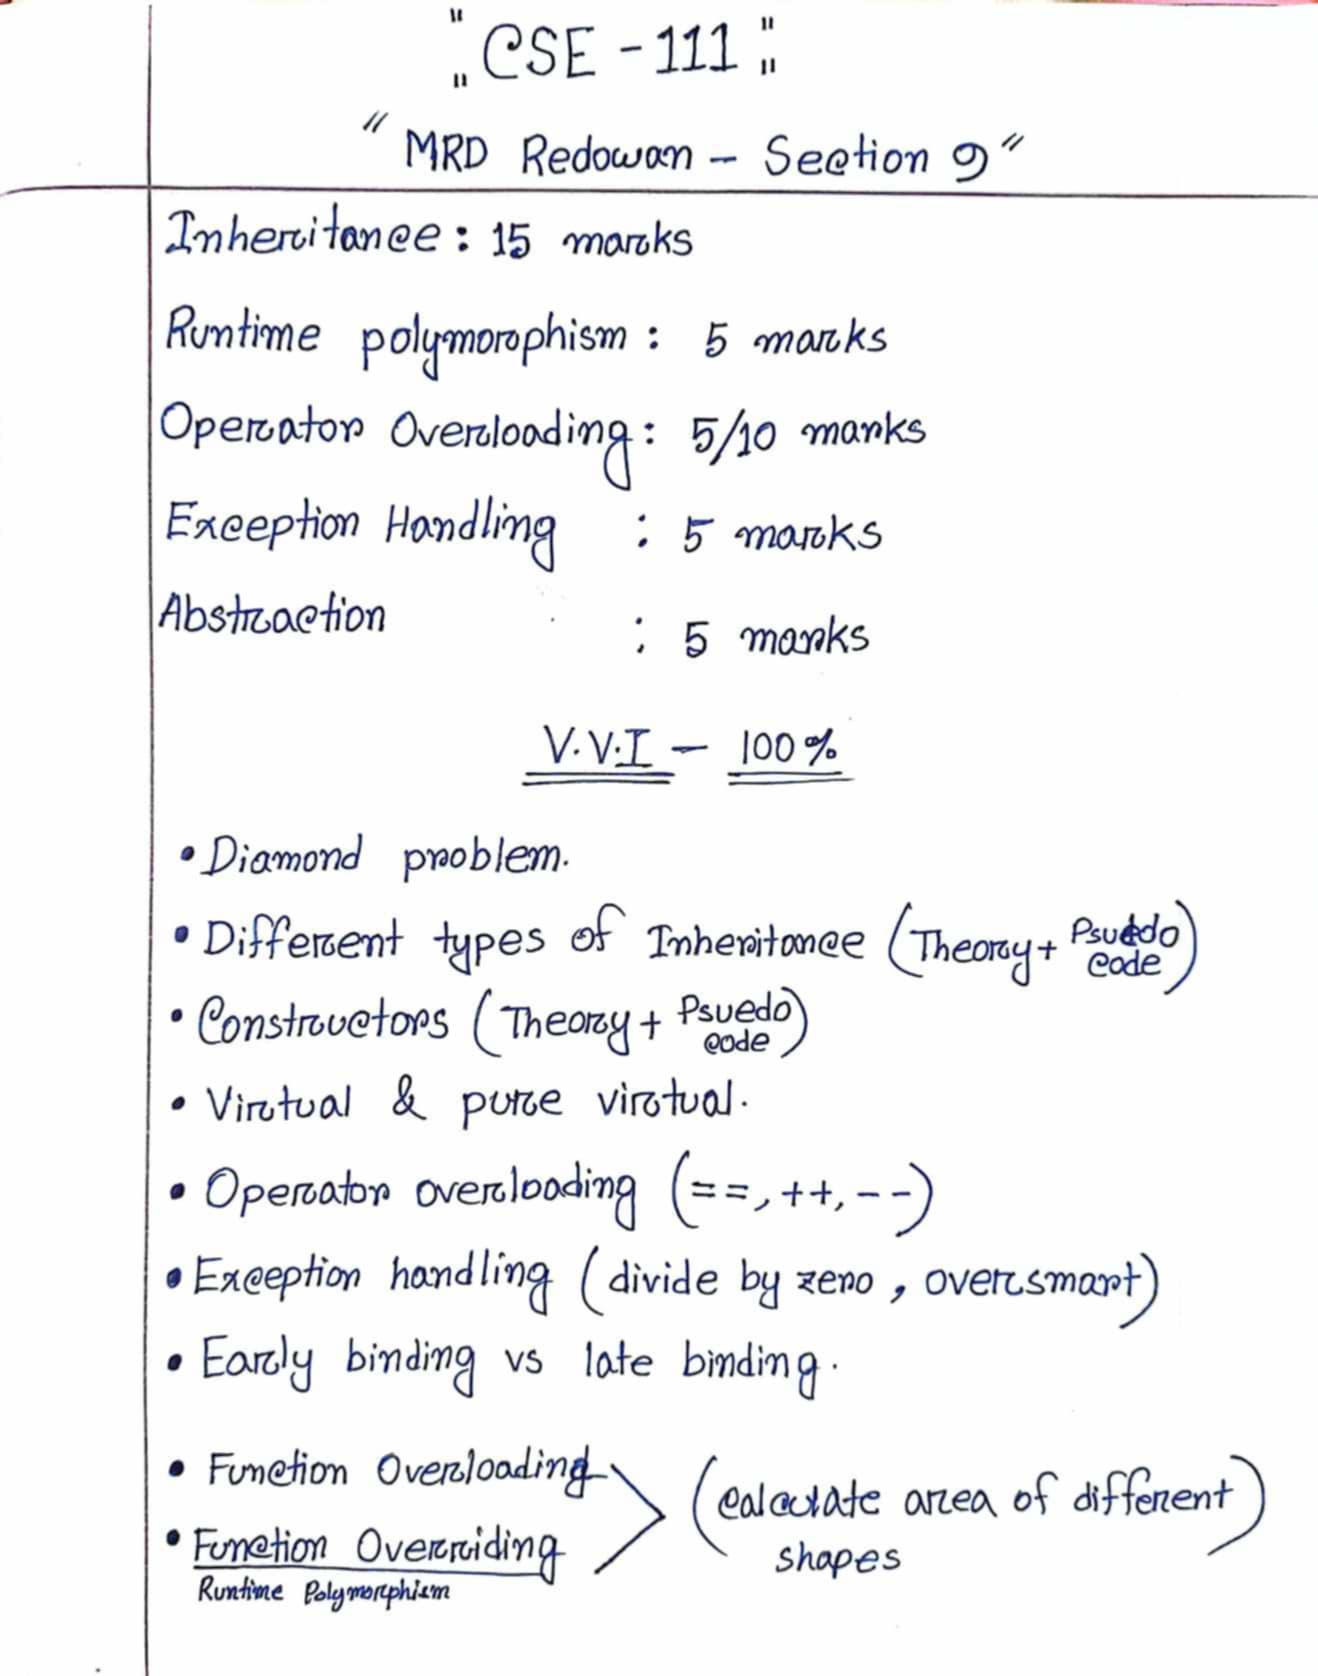 "CSE - 111"
"MRD Redowan - Section 9"
Inheritance: 15 marks
Runtime polymorphism: 5 marks
Operator Overloading: 5/10 marks
Exception Handling : 5 marks
Abstraction : 5 marks
V.V.I - 100%
• Diamond problem.
• Different types of Inheritance (Theory + Psuedo code)
• Constructors (Theory + Psuedo code)
• Virtual & pure virtual.
• Operator overloading (==, ++, --)
• Exception handling (divide by zero, oversmart)
• Early binding vs late binding.
• Function Overloading
• Function Overriding
Runtime Polymorphism
(calculate area of different shapes)